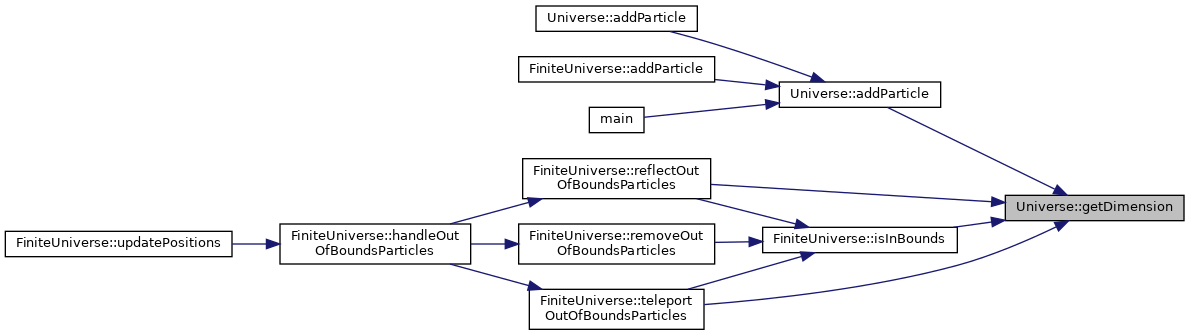 Universe::addParticle
FiniteUniverse::addParticle
Universe::addParticle
main
FiniteUniverse::reflectOut
OfBoundsParticles
Universe::getDimension
FiniteUniverse::updatePositions
FiniteUniverse::handleOut
OfBoundsParticles
FiniteUniverse::removeOut
OfBoundsParticles
FiniteUniverse::isInBounds
FiniteUniverse::teleport
OutOfBoundsParticles